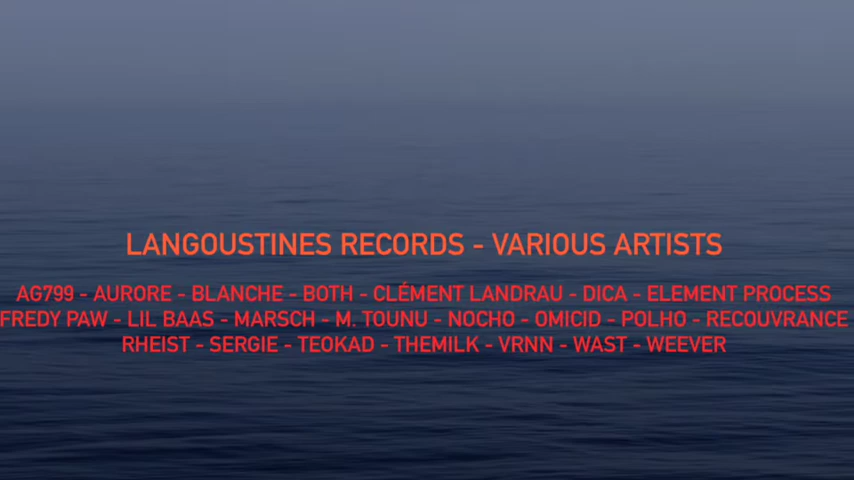 LANGOUSTINES RECORDS - VARIOUS ARTISTS
AG799 - AURORE - BLANCHE - BOTH - CLÉMENT LANDRAU - DICA - ELEMENT PROCESS
FREDY PAW - LIL BAAS - MARSCH - M. TOUNU - NOCHO - OMICID - POLHO - RECOUVRANCE
RHEIST - SERGIE - TEOKAD - THEMILK - VRNN - WAST - WEEVER